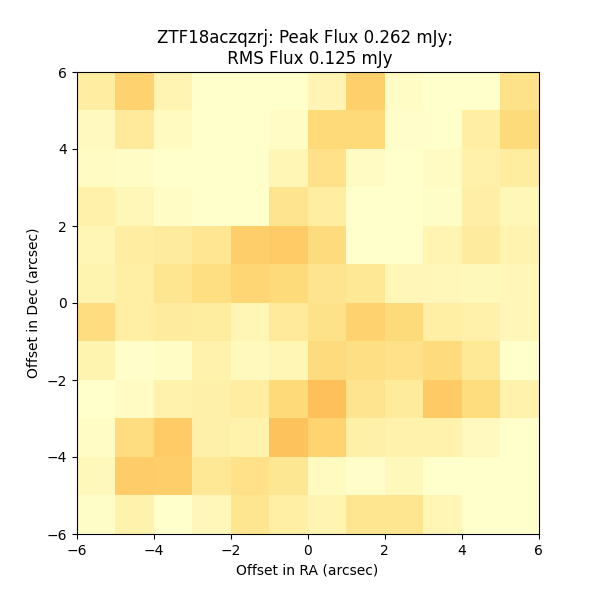 ZTF18aczqzrj: Peak Flux 0.262 mJy;
RMS Flux 0.125 mJy
6
4
2
0
−2
−4
−6
Offset in Dec (arcsec)
−6 −4 −2 0 2 4 6
Offset in RA (arcsec)